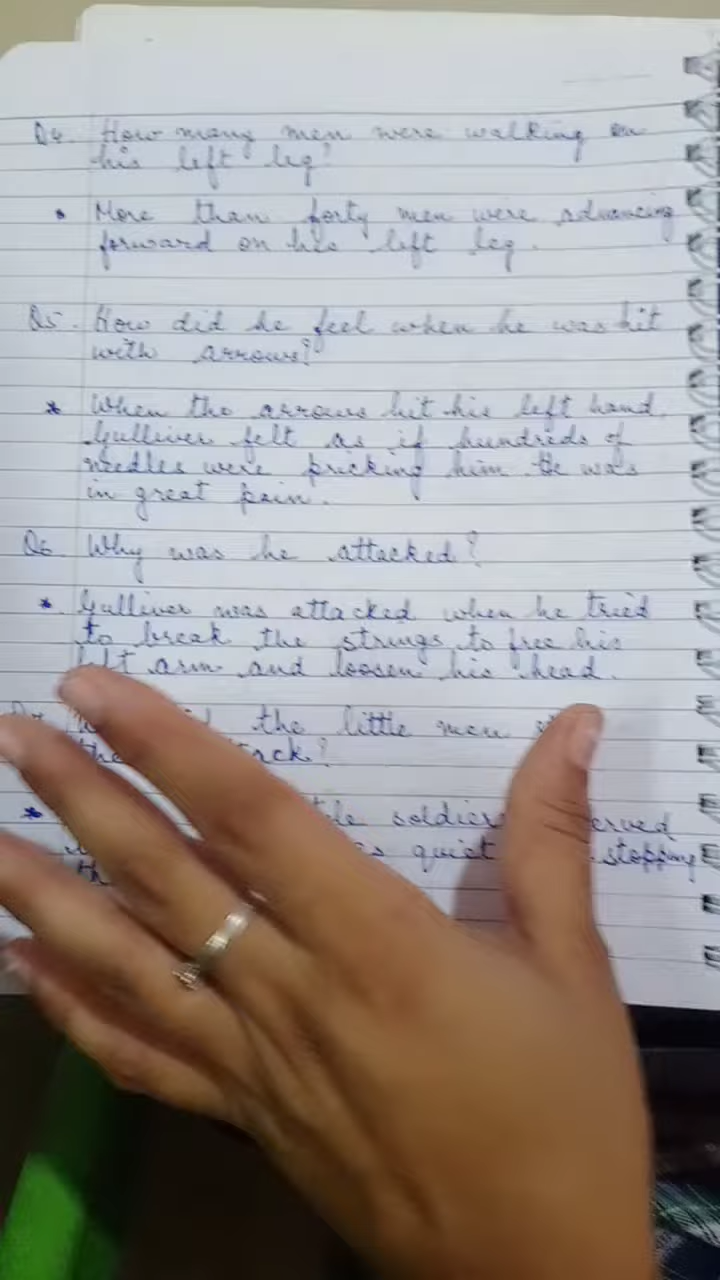 Q4. How many men were walking on
his left leg?
* More than forty men were advancing
forward on his left leg.
Q5. How did he feel when he was hit
with arrows?
* When the arrows hit his left hand,
Gulliver felt as if hundreds of
needles were pricking him. He was
in great pain.
Q6. Why was he attacked?
* Gulliver was attacked when he tried
to break the strings to free his
left arm and loosen his head.
the little men
* soldiers
quiet stopping